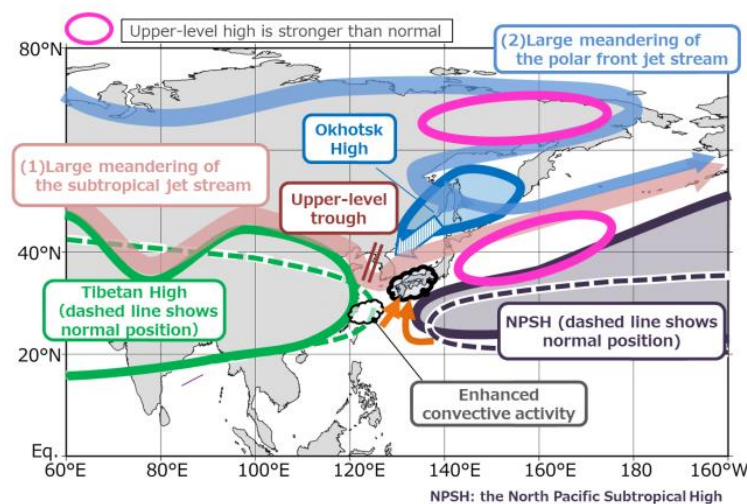 Upper-level high is stronger than normal
80°N
(2)Large meandering of
the polar front jet stream
60°N
Okhotsk
High
(1)Large meandering of
the subtropical jet stream
Upper-level
trough
40°N
Tibetan High
(dashed line shows
normal position)
NPSH (dashed line shows
normal position)
20°N
Enhanced
convective activity
Eq.
60°E
80°E
100°E
120°E
140°E
160°E
180°
160°W
NPSH: the North Pacific Subtropical High